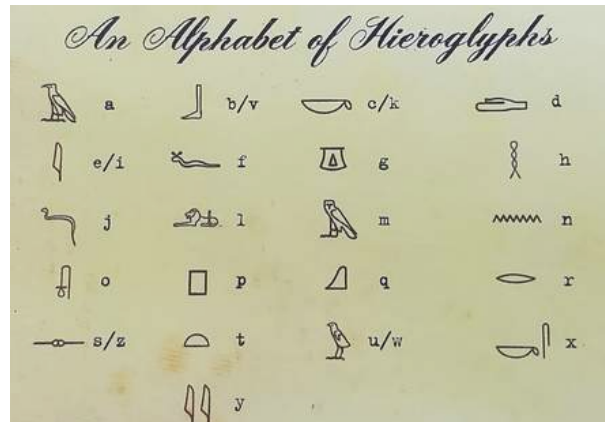 An Alphabet of Hieroglyphs
a b/v c/k d
e/i f g h
j l m n
o p q r
s/z t u/w x
y